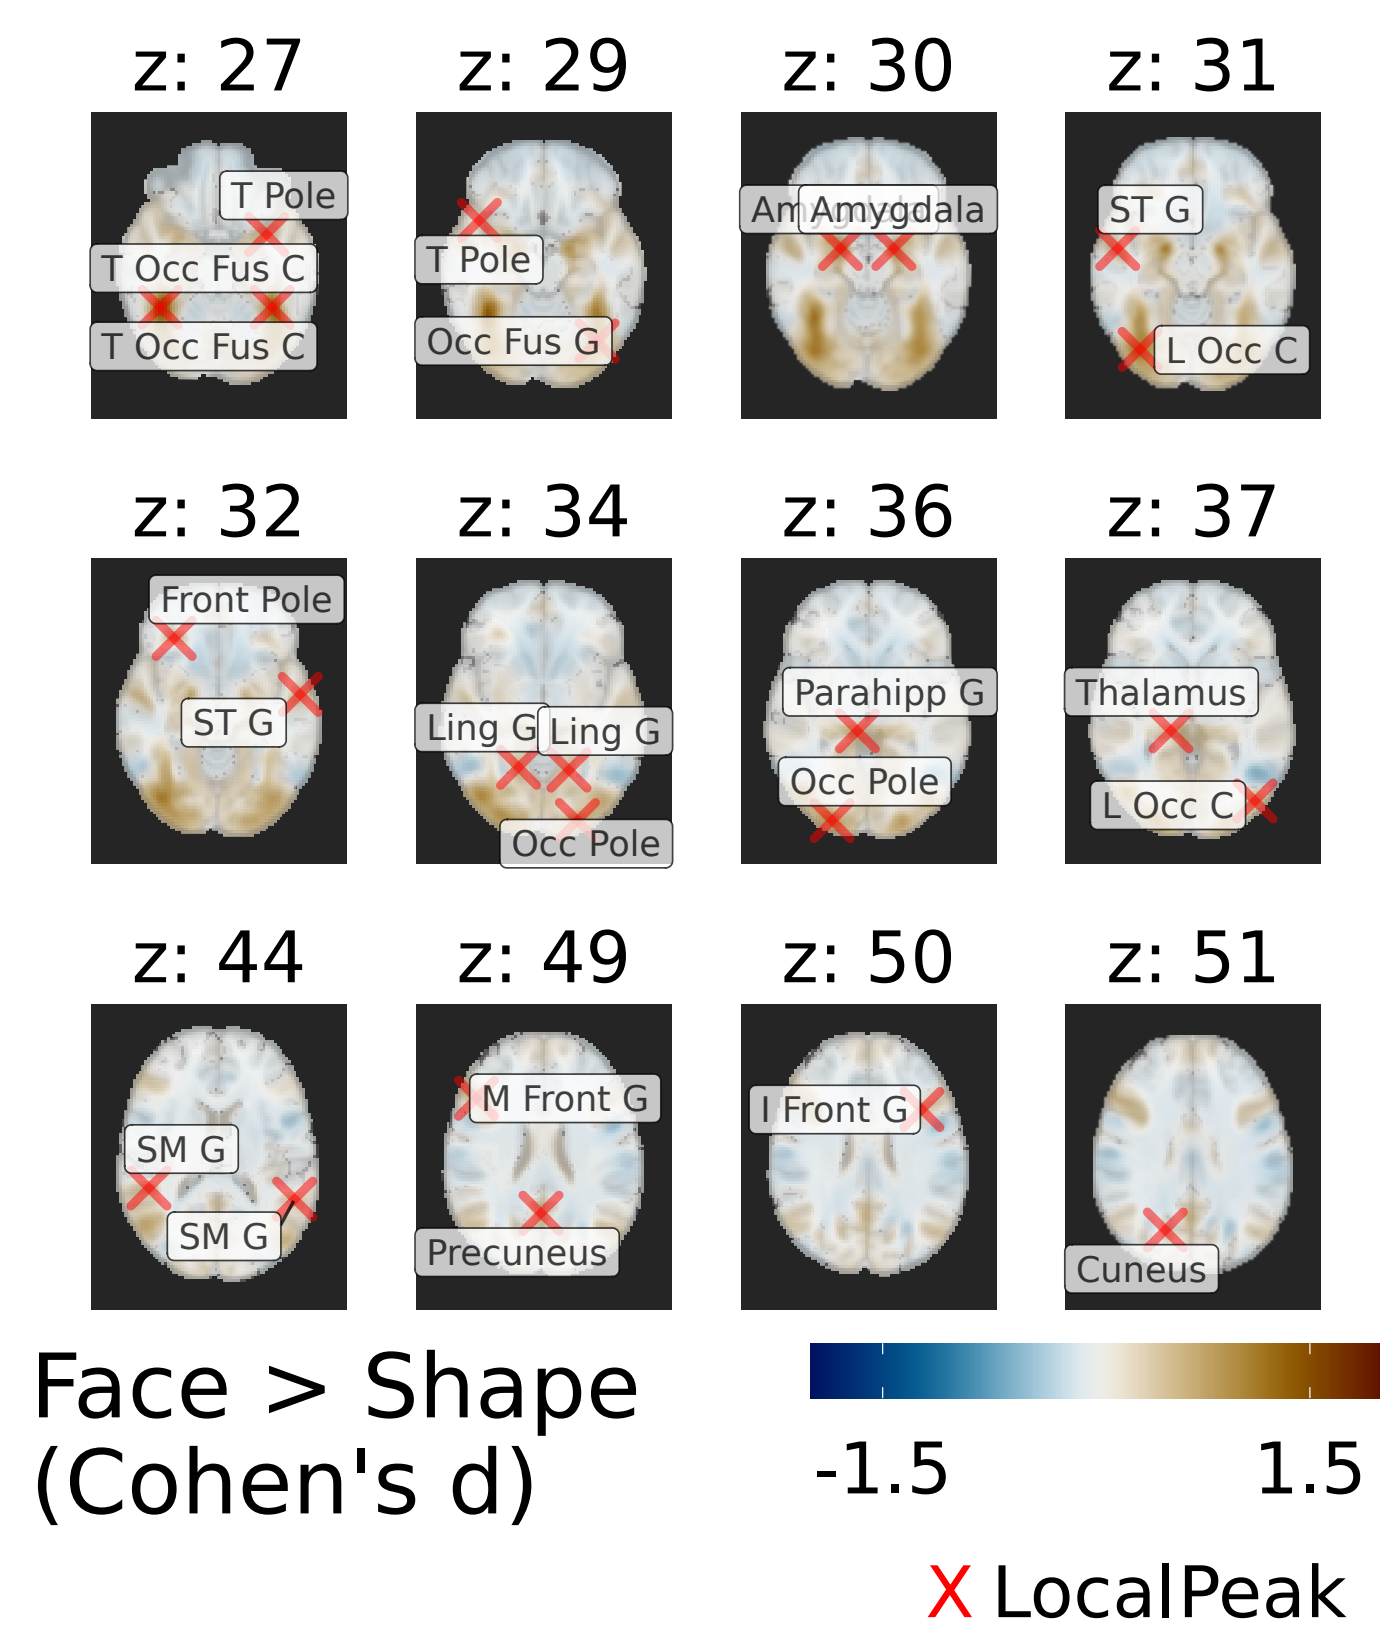 z: 27
z: 29
z: 30
z: 31
T Pole
T Occ Fus C
T Occ Fus C
T Pole
Occ Fus G
Amygdala
Amygdala
ST G
L Occ C
z: 32
z: 34
z: 36
z: 37
Front Pole
ST G
Ling G
Ling G
Occ Pole
Parahipp G
Occ Pole
Thalamus
L Occ C
z: 44
z: 49
z: 50
z: 51
SM G
SM G
M Front G
Precuneus
I Front G
Cuneus
Face > Shape
(Cohen's d)
-1.5
1.5
X LocalPeak